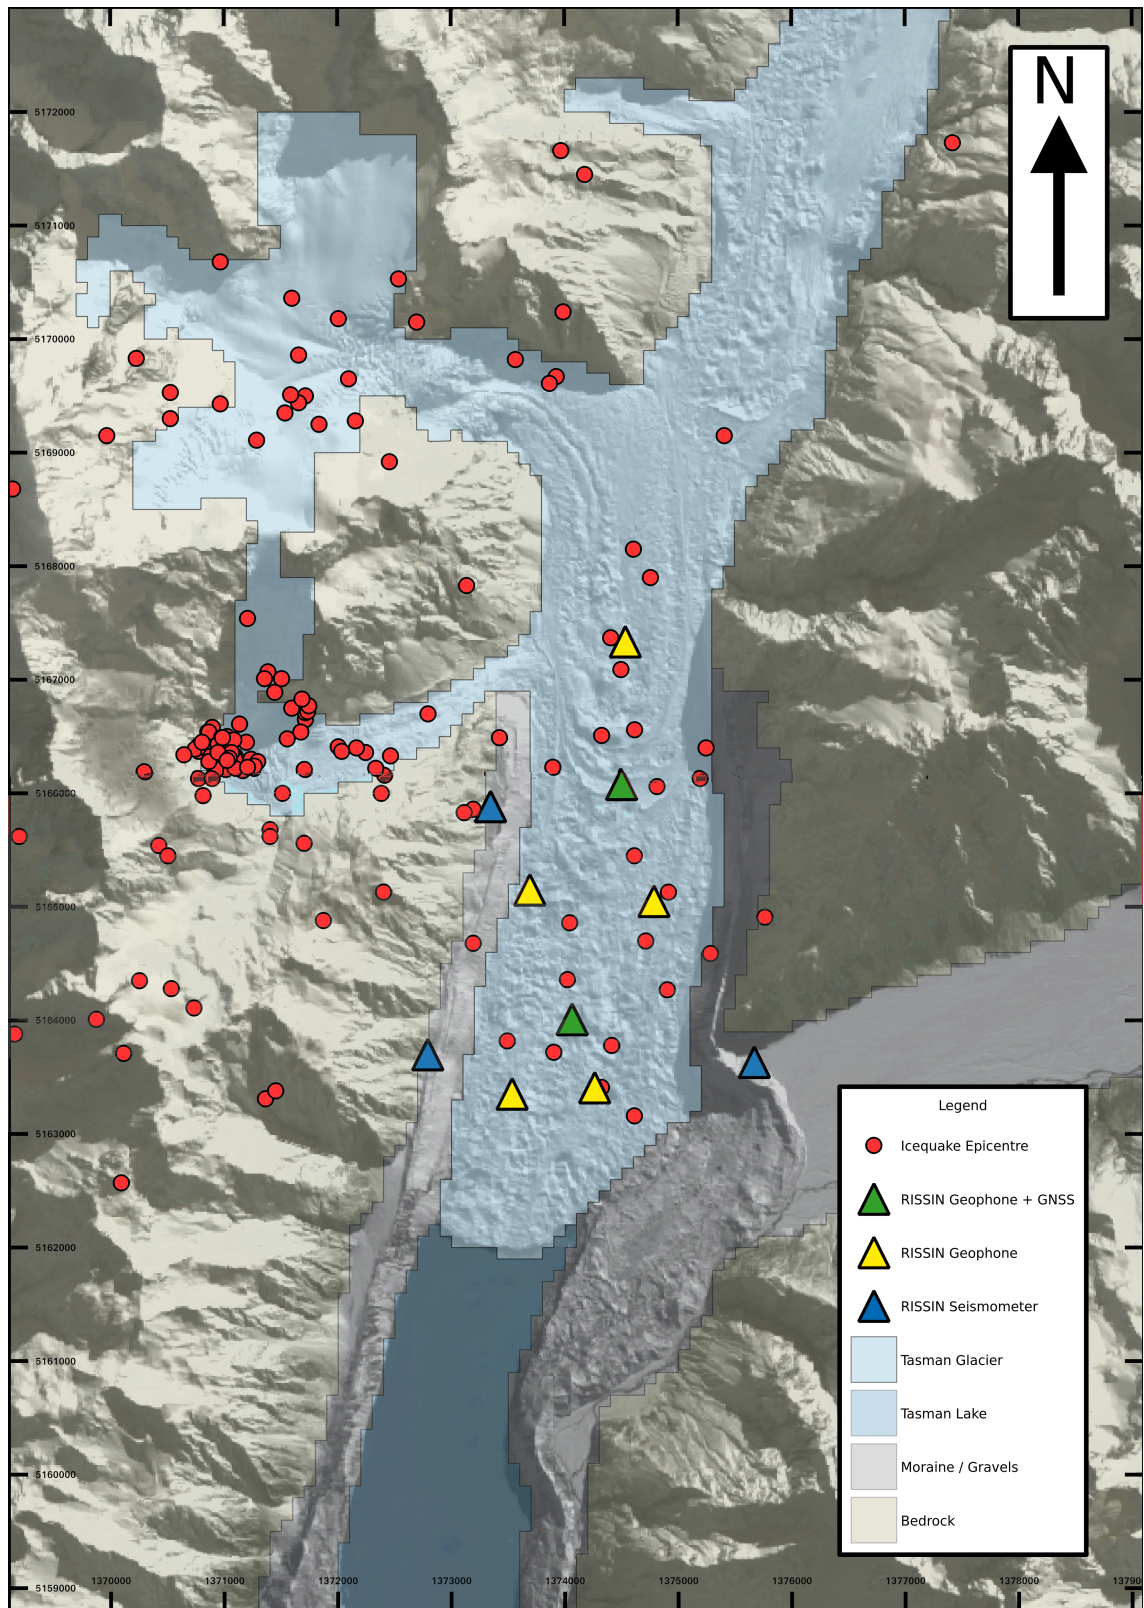 N
5172000
5171000
5170000
5169000
5168000
5167000
5166000
5165000
5164000
5163000
5162000
5161000
5160000
5159000
1370000
1371000
1372000
1373000
1374000
1375000
1376000
1377000
1378000
13790
Legend
Icequake Epicentre
RISSIN Geophone + GNSS
RISSIN Geophone
RISSIN Seismometer
Tasman Glacier
Tasman Lake
Moraine / Gravels
Bedrock